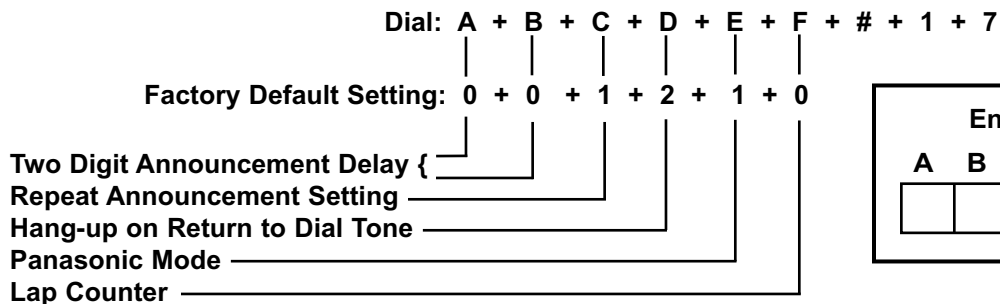 Dial: A + B + C + D + E + F + # + 1 + 7
Factory Default Setting: 0 + 0 + 1 + 2 + 1 + 0
Two Digit Announcement Delay {
Repeat Announcement Setting
Hang-up on Return to Dial Tone
Panasonic Mode
Lap Counter
A B